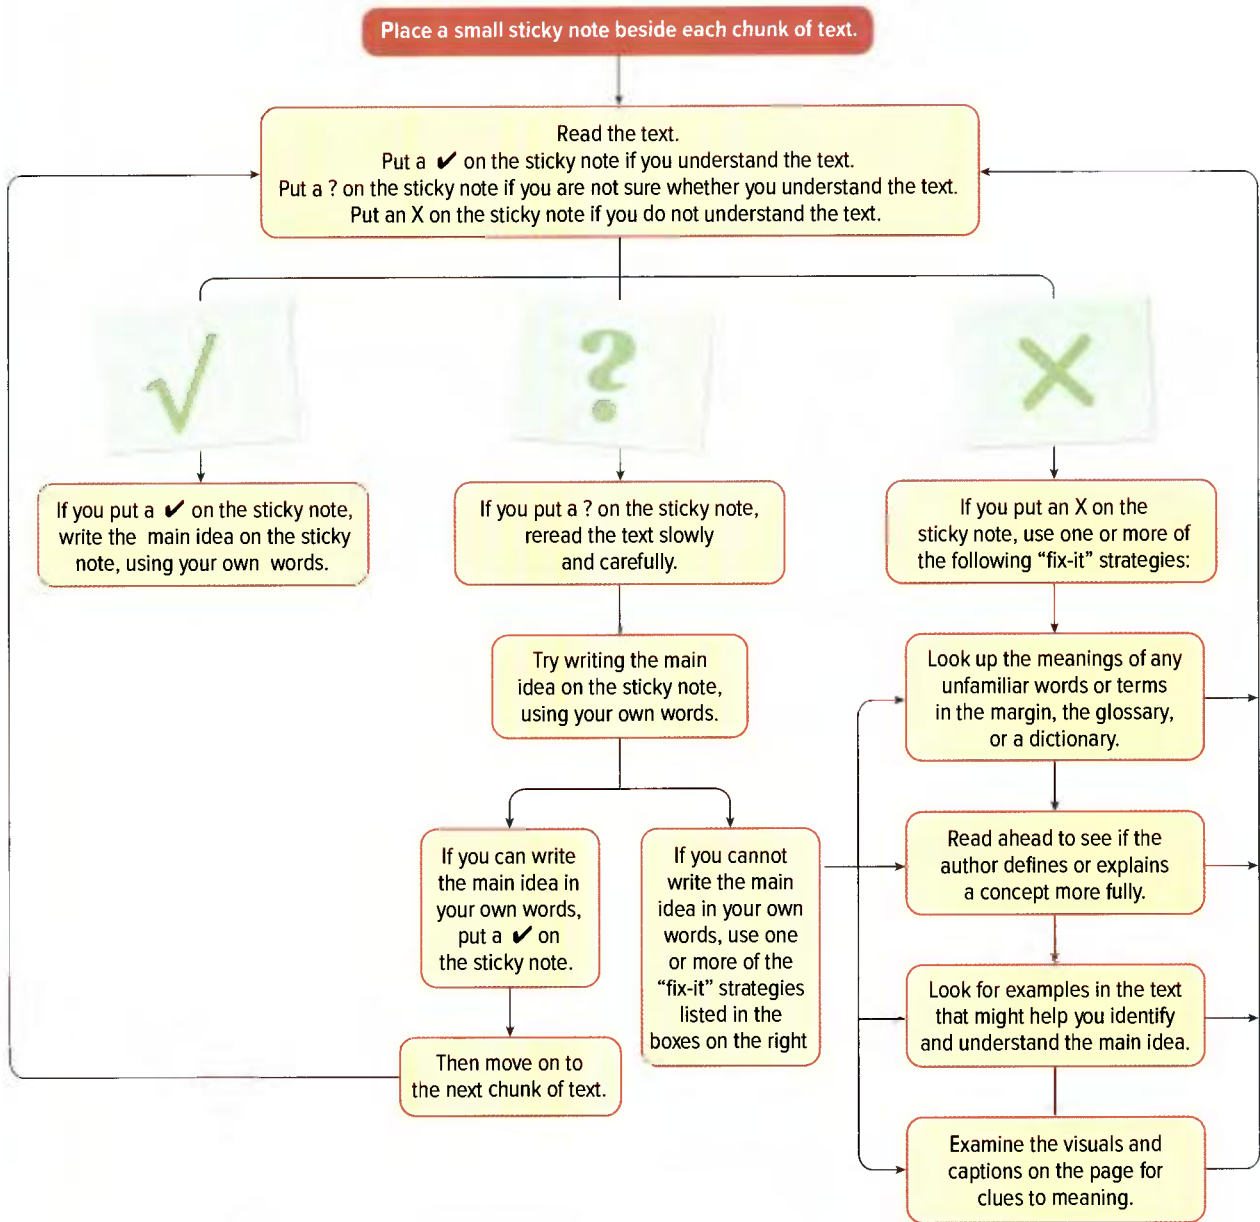 Place a small sticky note beside each chunk of text.
Read the text.
Put a ✔ on the sticky note if you understand the text.
Put a ? on the sticky note if you are not sure whether you understand the text.
Put an X on the sticky note if you do not understand the text.
√
?
X
If you put a ✔ on the sticky note,
write the main idea on the sticky
note, using your own words.
If you put a ? on the sticky note,
reread the text slowly
and carefully.
Try writing the main
idea on the sticky note,
using your own words.
If you can write
the main idea in
your own words,
put a ✔ on
the sticky note.
Then move on to
the next chunk of text.
If you cannot
write the main
idea in your own
words, use one
or more of the
“fix-it” strategies
listed in the
boxes on the right
If you put an X on the
sticky note, use one or more of
the following “fix-it” strategies:
Look up the meanings of any
unfamiliar words or terms
in the margin, the glossary,
or a dictionary.
Read ahead to see if the
author defines or explains
a concept more fully.
Look for examples in the text
that might help you identify
and understand the main idea.
Examine the visuals and
captions on the page for
clues to meaning.